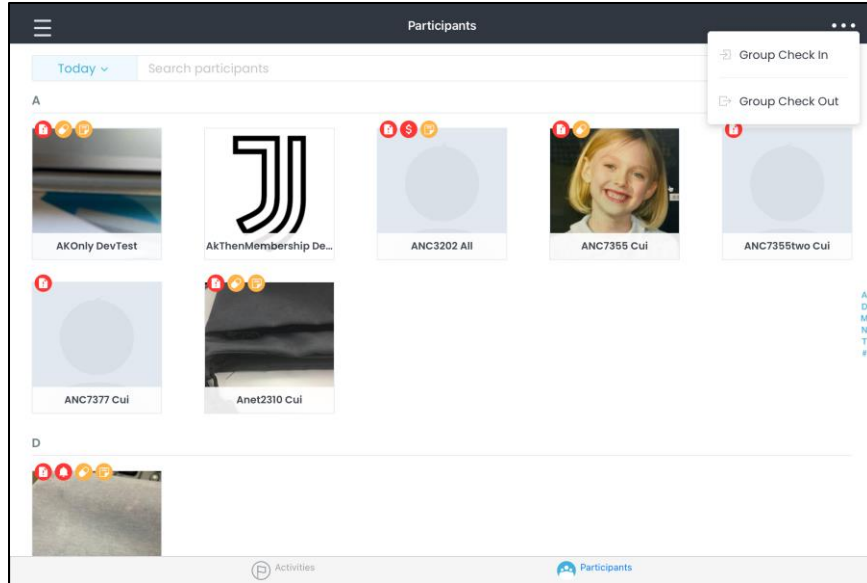 Participants
Group Check In
Today
Search participants
Group Check Out
A
AKOnly DevTest
AkThenMembership De...
ANC3202 All
ANC7355 Cui
ANC7355two Cui
ANC7377 Cui
Anet2310 Cui
A
D
M
N
T
#
D
Activities
Participants